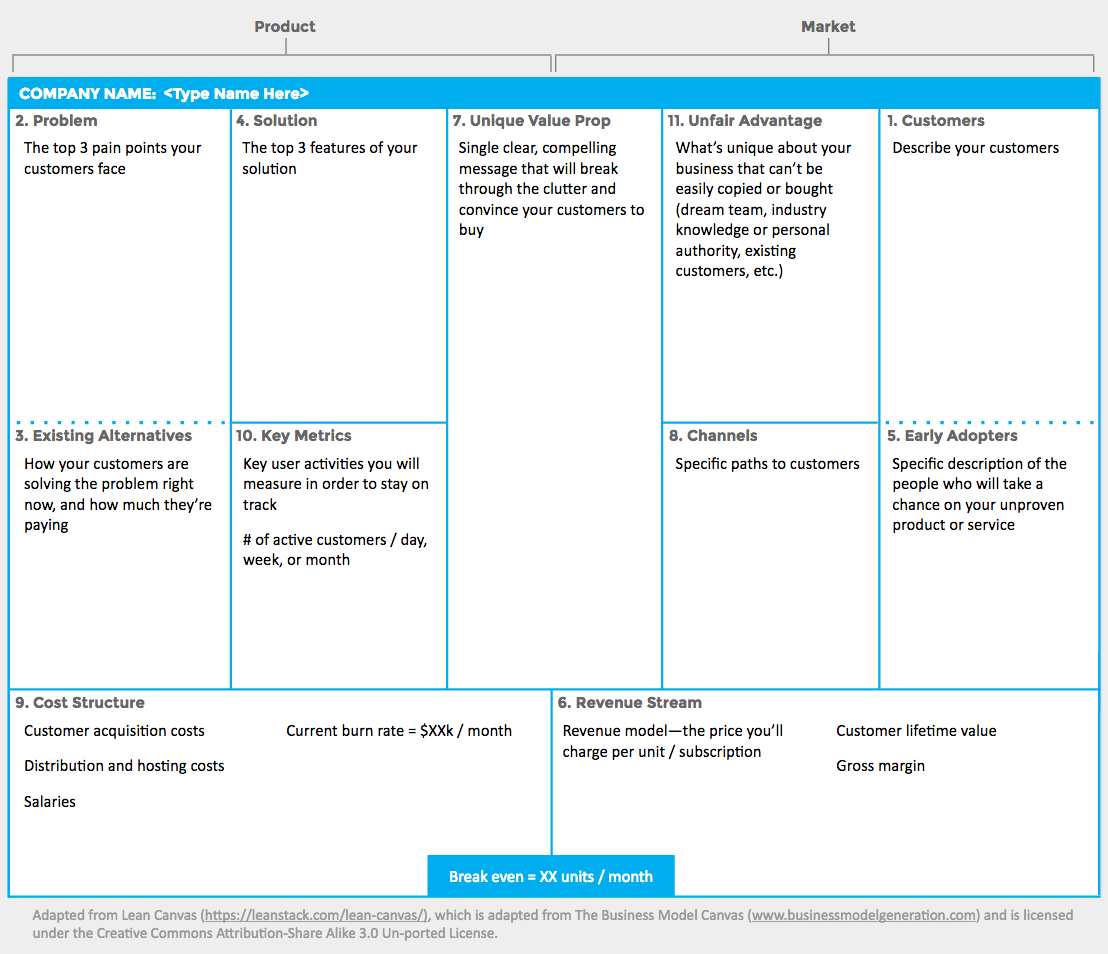 Product
Market
COMPANY NAME: <Type Name Here>
2. Problem
The top 3 pain points your
customers face
4. Solution
The top 3 features of your
solution
7. Unique Value Prop
Single clear, compelling
message that will break
through the clutter and
convince your customers to
buy
11. Unfair Advantage
What’s unique about your
business that can’t be
easily copied or bought
(dream team, industry
knowledge or personal
authority, existing
customers, etc.)
1. Customers
Describe your customers
3. Existing Alternatives
How your customers are
solving the problem right
now, and how much they’re
paying
10. Key Metrics
Key user activities you will
measure in order to stay on
track
# of active customers / day,
week, or month
8. Channels
Specific paths to customers
5. Early Adopters
Specific description of the
people who will take a
chance on your unproven
product or service
9. Cost Structure
Customer acquisition costs
Distribution and hosting costs
Salaries
Current burn rate = $XXk / month
6. Revenue Stream
Revenue model—the price you’ll
charge per unit / subscription
Customer lifetime value
Gross margin
Break even = XX units / month
Adapted from Lean Canvas (https://leanstack.com/lean-canvas/), which is adapted from The Business Model Canvas (www.businessmodelgeneration.com) and is licensed
under the Creative Commons Attribution-Share Alike 3.0 Un-ported License.